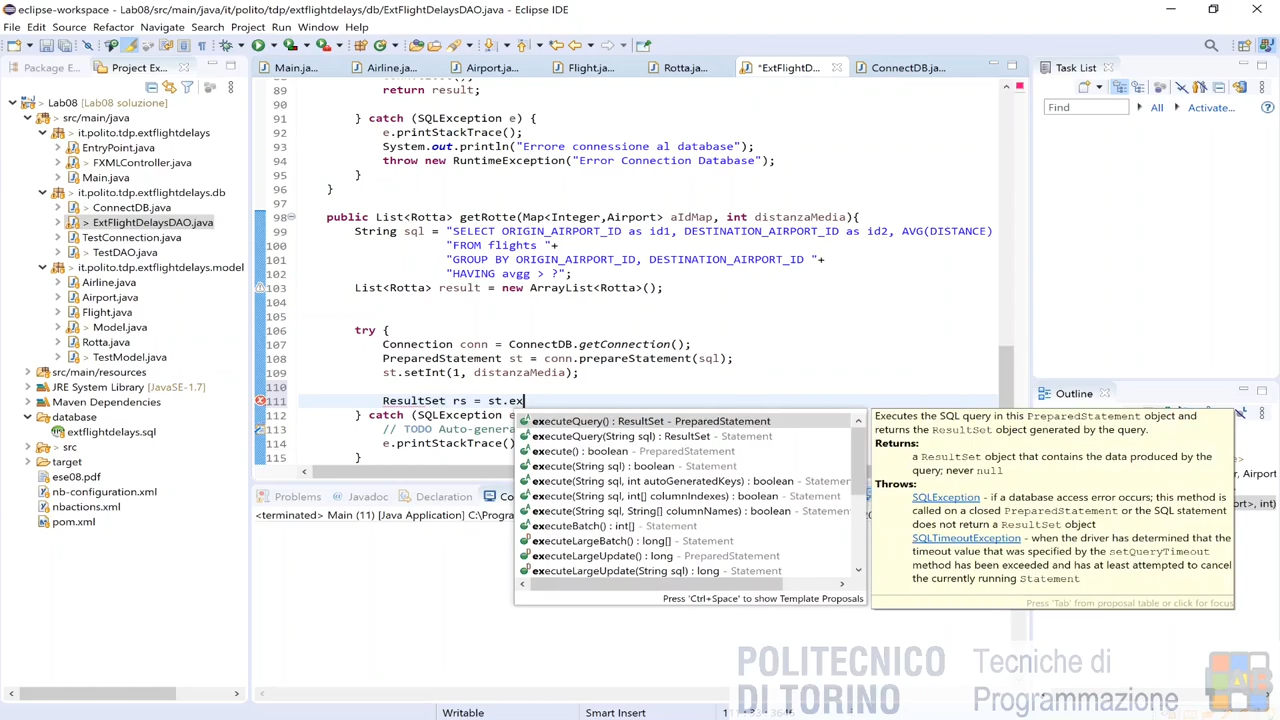 eclipse-workspace - Lab08/src/main/java/it/polito/tdp/extflightdelays/db/ExtFlightDelaysDAO.java - Eclipse IDE
File Edit Source Refactor Navigate Search Project Run Window Help
Package E... Project Ex...
Main.ja... Airline.ja... Airport.ja... Flight.ja... Rotta.ja... *ExtFlightD... ConnectDB.ja...
Task List
Find All Activate...
Lab08 (Lab08 soluzione)
src/main/java
it.polito.tdp.extflightdelays
EntryPoint.java
> FXMLController.java
Main.java
> it.polito.tdp.extflightdelays.db
> ConnectDB.java
> ExtFlightDelaysDAO.java
TestConnection.java
> TestDAO.java
it.polito.tdp.extflightdelays.model
Airline.java
Airport.java
Flight.java
> Model.java
Rotta.java
> TestModel.java
src/main/resources
JRE System Library [JavaSE-1.7]
Maven Dependencies
database
extflightdelays.sql
> src
target
ese08.pdf
nb-configuration.xml
nbactions.xml
pom.xml
89 return result;
90
91 } catch (SQLException e) {
92 e.printStackTrace();
93 System.out.println("Errore connessione al database");
94 throw new RuntimeException("Error Connection Database");
95 }
96 }
97
98 public List<Rotta> getRotte(Map<Integer,Airport> aIdMap, int distanzaMedia){
99 String sql = "SELECT ORIGIN_AIRPORT_ID as id1, DESTINATION_AIRPORT_ID as id2, AVG(DISTANCE)
100 "FROM flights "+
101 "GROUP BY ORIGIN_AIRPORT_ID, DESTINATION_AIRPORT_ID "+
102 "HAVING avgg > ?";
103 List<Rotta> result = new ArrayList<Rotta>();
104
105
106 try {
107 Connection conn = ConnectDB.getConnection();
108 PreparedStatement st = conn.prepareStatement(sql);
109 st.setInt(1, distanzaMedia);
110
111 ResultSet rs = st.ex
112 } catch (SQLException e
113 // TODO Auto-genera
114 e.printStackTrace()
115 }
executeQuery() : ResultSet - PreparedStatement
executeQuery(String sql) : ResultSet - Statement
execute() : boolean - PreparedStatement
execute(String sql) : boolean - Statement
execute(String sql, int autoGeneratedKeys) : boolean - Statement
execute(String sql, int[] columnIndexes) : boolean - Statement
execute(String sql, String[] columnNames) : boolean - Statement
executeBatch() : int[] - Statement
executeLargeBatch() : long[] - Statement
executeLargeUpdate() : long - PreparedStatement
executeLargeUpdate(String sql) : long - Statement
Press 'Ctrl+Space' to show Template Proposals
Executes the SQL query in this PreparedStatement object and
returns the ResultSet object generated by the query.
Returns:
a ResultSet object that contains the data produced by the
query; never null
Throws:
SQLException - if a database access error occurs; this method is
called on a closed PreparedStatement or the SQL statement
does not return a ResultSet object
SQLTimeoutException - when the driver has determined that the
timeout value that was specified by the setQueryTimeout
method has been exceeded and has at least attempted to cancel
the currently running Statement
Press 'Tab' from proposal table or click for focus
Outline
Problems Javadoc Declaration Co
<terminated> Main (11) [Java Application] C:\Progra
POLITECNICO
DI TORINO
Tecniche di
Programmazione
Writable Smart Insert